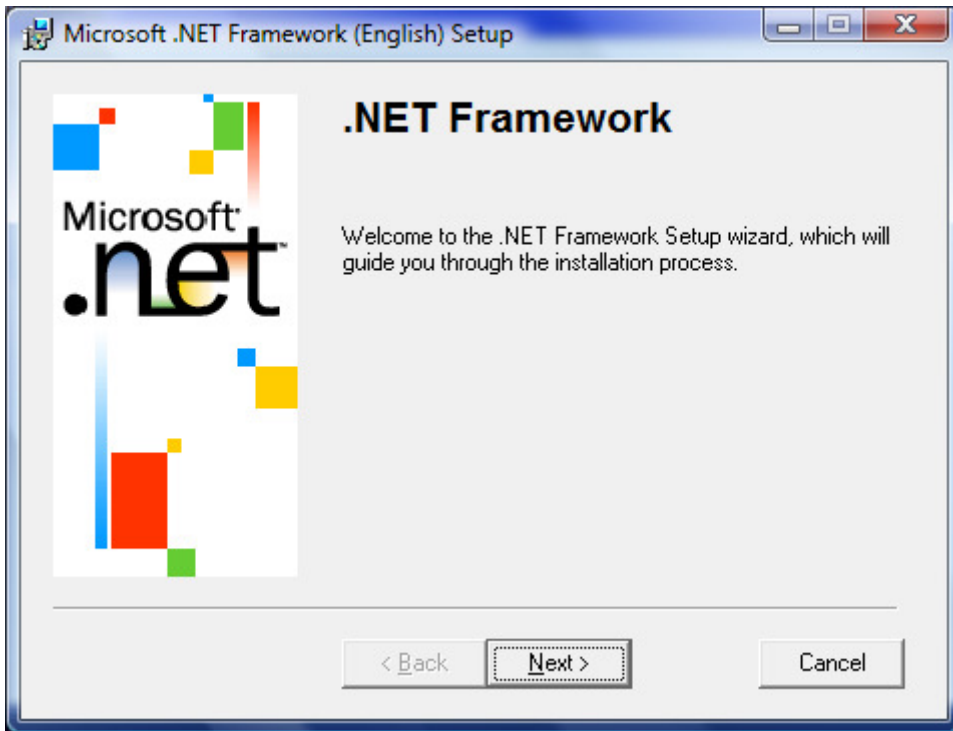 Microsoft .NET Framework (English) Setup
.NET Framework
Microsoft
.net™
Welcome to the .NET Framework Setup wizard, which will
guide you through the installation process.
< Back
Next >
Cancel